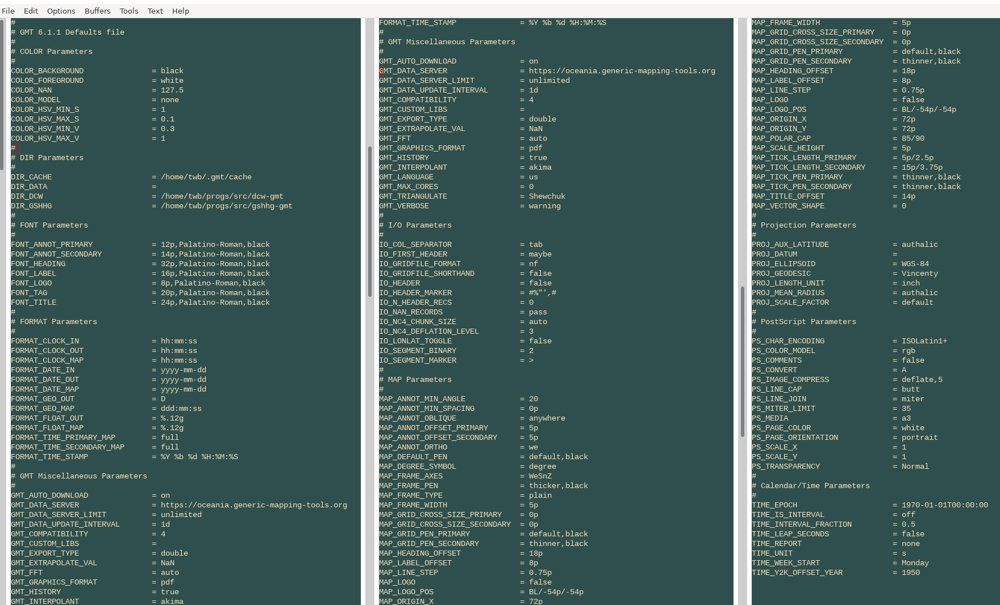 File Edit Options Buffers Tools Text Help
#
# GMT 6.1.1 Defaults file
#
# COLOR Parameters
#
COLOR_BACKGROUND = black
COLOR_FOREGROUND = white
COLOR_NAN = 127.5
COLOR_MODEL = none
COLOR_HSV_MIN_S = 1
COLOR_HSV_MAX_S = 0.1
COLOR_HSV_MIN_V = 0.3
COLOR_HSV_MAX_V = 1
#
# DIR Parameters
#
DIR_CACHE = /home/twb/.gmt/cache
DIR_DATA =
DIR_DCW = /home/twb/progs/src/dcw-gmt
DIR_GSHHG = /home/twb/progs/src/gshhg-gmt
#
# FONT Parameters
#
FONT_ANNOT_PRIMARY = 12p,Palatino-Roman,black
FONT_ANNOT_SECONDARY = 14p,Palatino-Roman,black
FONT_HEADING = 32p,Palatino-Roman,black
FONT_LABEL = 16p,Palatino-Roman,black
FONT_LOGO = 8p,Palatino-Roman,black
FONT_TAG = 20p,Palatino-Roman,black
FONT_TITLE = 24p,Palatino-Roman,black
#
# FORMAT Parameters
#
FORMAT_CLOCK_IN = hh:mm:ss
FORMAT_CLOCK_OUT = hh:mm:ss
FORMAT_CLOCK_MAP = hh:mm:ss
FORMAT_DATE_IN = yyyy-mm-dd
FORMAT_DATE_OUT = yyyy-mm-dd
FORMAT_DATE_MAP = yyyy-mm-dd
FORMAT_GEO_OUT = D
FORMAT_GEO_MAP = ddd:mm:ss
FORMAT_FLOAT_OUT = %.12g
FORMAT_FLOAT_MAP = %.12g
FORMAT_TIME_PRIMARY_MAP = full
FORMAT_TIME_SECONDARY_MAP = full
FORMAT_TIME_STAMP = %Y %b %d %H:%M:%S
#
# GMT Miscellaneous Parameters
#
GMT_AUTO_DOWNLOAD = on
GMT_DATA_SERVER = https://oceania.generic-mapping-tools.org
GMT_DATA_SERVER_LIMIT = unlimited
GMT_DATA_UPDATE_INTERVAL = 1d
GMT_COMPATIBILITY = 4
GMT_CUSTOM_LIBS =
GMT_EXPORT_TYPE = double
GMT_EXTRAPOLATE_VAL = NaN
GMT_FFT = auto
GMT_GRAPHICS_FORMAT = pdf
GMT_HISTORY = true
GMT_INTERPOLANT = akima
FORMAT_TIME_STAMP = %Y %b %d %H:%M:%S
#
# GMT Miscellaneous Parameters
#
GMT_AUTO_DOWNLOAD = on
GMT_DATA_SERVER = https://oceania.generic-mapping-tools.org
GMT_DATA_SERVER_LIMIT = unlimited
GMT_DATA_UPDATE_INTERVAL = 1d
GMT_COMPATIBILITY = 4
GMT_CUSTOM_LIBS =
GMT_EXPORT_TYPE = double
GMT_EXTRAPOLATE_VAL = NaN
GMT_FFT = auto
GMT_GRAPHICS_FORMAT = pdf
GMT_HISTORY = true
GMT_INTERPOLANT = akima
GMT_LANGUAGE = us
GMT_MAX_CORES = 0
GMT_TRIANGULATE = Shewchuk
GMT_VERBOSE = warning
#
# I/O Parameters
#
IO_COL_SEPARATOR = tab
IO_FIRST_HEADER = maybe
IO_GRIDFILE_FORMAT = nf
IO_GRIDFILE_SHORTHAND = false
IO_HEADER = false
IO_HEADER_MARKER = #%"',#
IO_N_HEADER_RECS = 0
IO_NAN_RECORDS = pass
IO_NC4_CHUNK_SIZE = auto
IO_NC4_DEFLATION_LEVEL = 3
IO_LONLAT_TOGGLE = false
IO_SEGMENT_BINARY = 2
IO_SEGMENT_MARKER = >
#
# MAP Parameters
#
MAP_ANNOT_MIN_ANGLE = 20
MAP_ANNOT_MIN_SPACING = 0p
MAP_ANNOT_OBLIQUE = anywhere
MAP_ANNOT_OFFSET_PRIMARY = 5p
MAP_ANNOT_OFFSET_SECONDARY = 5p
MAP_ANNOT_ORTHO = we
MAP_DEFAULT_PEN = default,black
MAP_DEGREE_SYMBOL = degree
MAP_FRAME_AXES = WeSnZ
MAP_FRAME_PEN = thicker,black
MAP_FRAME_TYPE = plain
MAP_FRAME_WIDTH = 5p
MAP_GRID_CROSS_SIZE_PRIMARY = 0p
MAP_GRID_CROSS_SIZE_SECONDARY = 0p
MAP_GRID_PEN_PRIMARY = default,black
MAP_GRID_PEN_SECONDARY = thinner,black
MAP_HEADING_OFFSET = 18p
MAP_LABEL_OFFSET = 8p
MAP_LINE_STEP = 0.75p
MAP_LOGO = false
MAP_LOGO_POS = BL/-54p/-54p
MAP_ORIGIN_X = 72p
MAP_FRAME_WIDTH = 5p
MAP_GRID_CROSS_SIZE_PRIMARY = 0p
MAP_GRID_CROSS_SIZE_SECONDARY = 0p
MAP_GRID_PEN_PRIMARY = default,black
MAP_GRID_PEN_SECONDARY = thinner,black
MAP_HEADING_OFFSET = 18p
MAP_LABEL_OFFSET = 8p
MAP_LINE_STEP = 0.75p
MAP_LOGO = false
MAP_LOGO_POS = BL/-54p/-54p
MAP_ORIGIN_X = 72p
MAP_ORIGIN_Y = 72p
MAP_POLAR_CAP = 85/90
MAP_SCALE_HEIGHT = 5p
MAP_TICK_LENGTH_PRIMARY = 5p/2.5p
MAP_TICK_LENGTH_SECONDARY = 15p/3.75p
MAP_TICK_PEN_PRIMARY = thinner,black
MAP_TICK_PEN_SECONDARY = thinner,black
MAP_TITLE_OFFSET = 14p
MAP_VECTOR_SHAPE = 0
#
# Projection Parameters
#
PROJ_AUX_LATITUDE = authalic
PROJ_DATUM =
PROJ_ELLIPSOID = WGS-84
PROJ_GEODESIC = Vincenty
PROJ_LENGTH_UNIT = inch
PROJ_MEAN_RADIUS = authalic
PROJ_SCALE_FACTOR = default
#
# PostScript Parameters
#
PS_CHAR_ENCODING = ISOLatin1+
PS_COLOR_MODEL = rgb
PS_COMMENTS = false
PS_CONVERT = A
PS_IMAGE_COMPRESS = deflate,5
PS_LINE_CAP = butt
PS_LINE_JOIN = miter
PS_MITER_LIMIT = 35
PS_MEDIA = a3
PS_PAGE_COLOR = white
PS_PAGE_ORIENTATION = portrait
PS_SCALE_X = 1
PS_SCALE_Y = 1
PS_TRANSPARENCY = Normal
#
# Calendar/Time Parameters
#
TIME_EPOCH = 1970-01-01T00:00:00
TIME_IS_INTERVAL = off
TIME_INTERVAL_FRACTION = 0.5
TIME_LEAP_SECONDS = false
TIME_REPORT = none
TIME_UNIT = s
TIME_WEEK_START = Monday
TIME_Y2K_OFFSET_YEAR = 1950